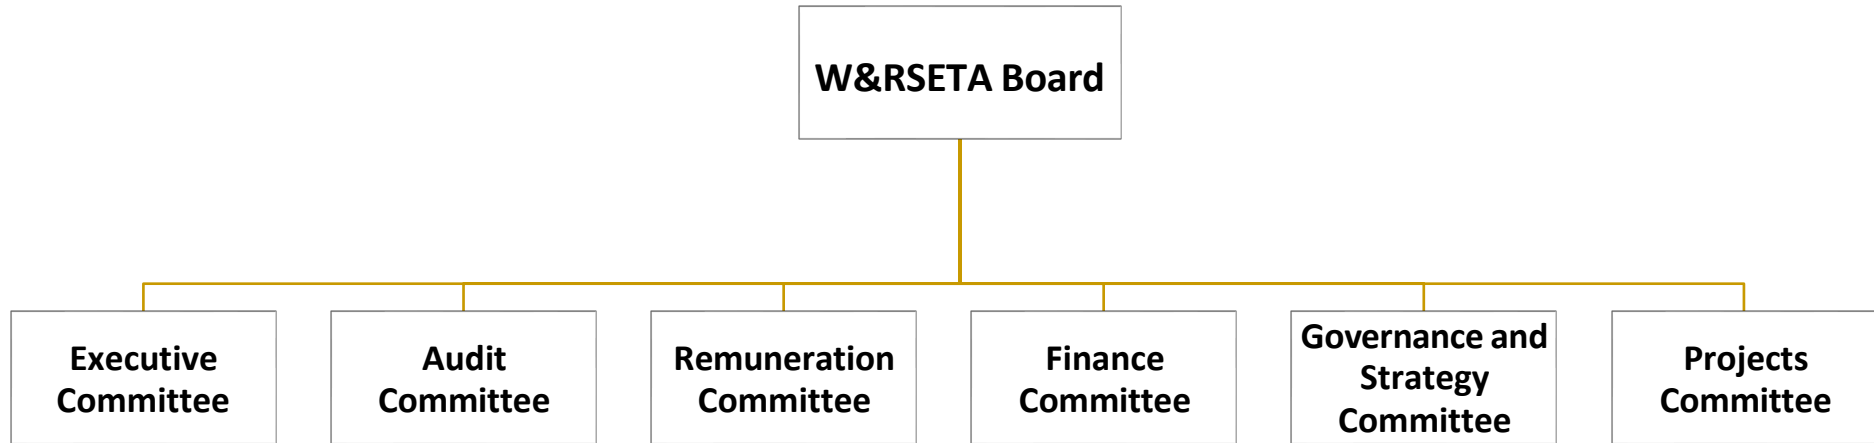 W&RSETA Board
Executive
Committee
Audit
Committee
Remuneration
Committee
Finance
Committee
Governance and
Strategy
Committee
Projects
Committee